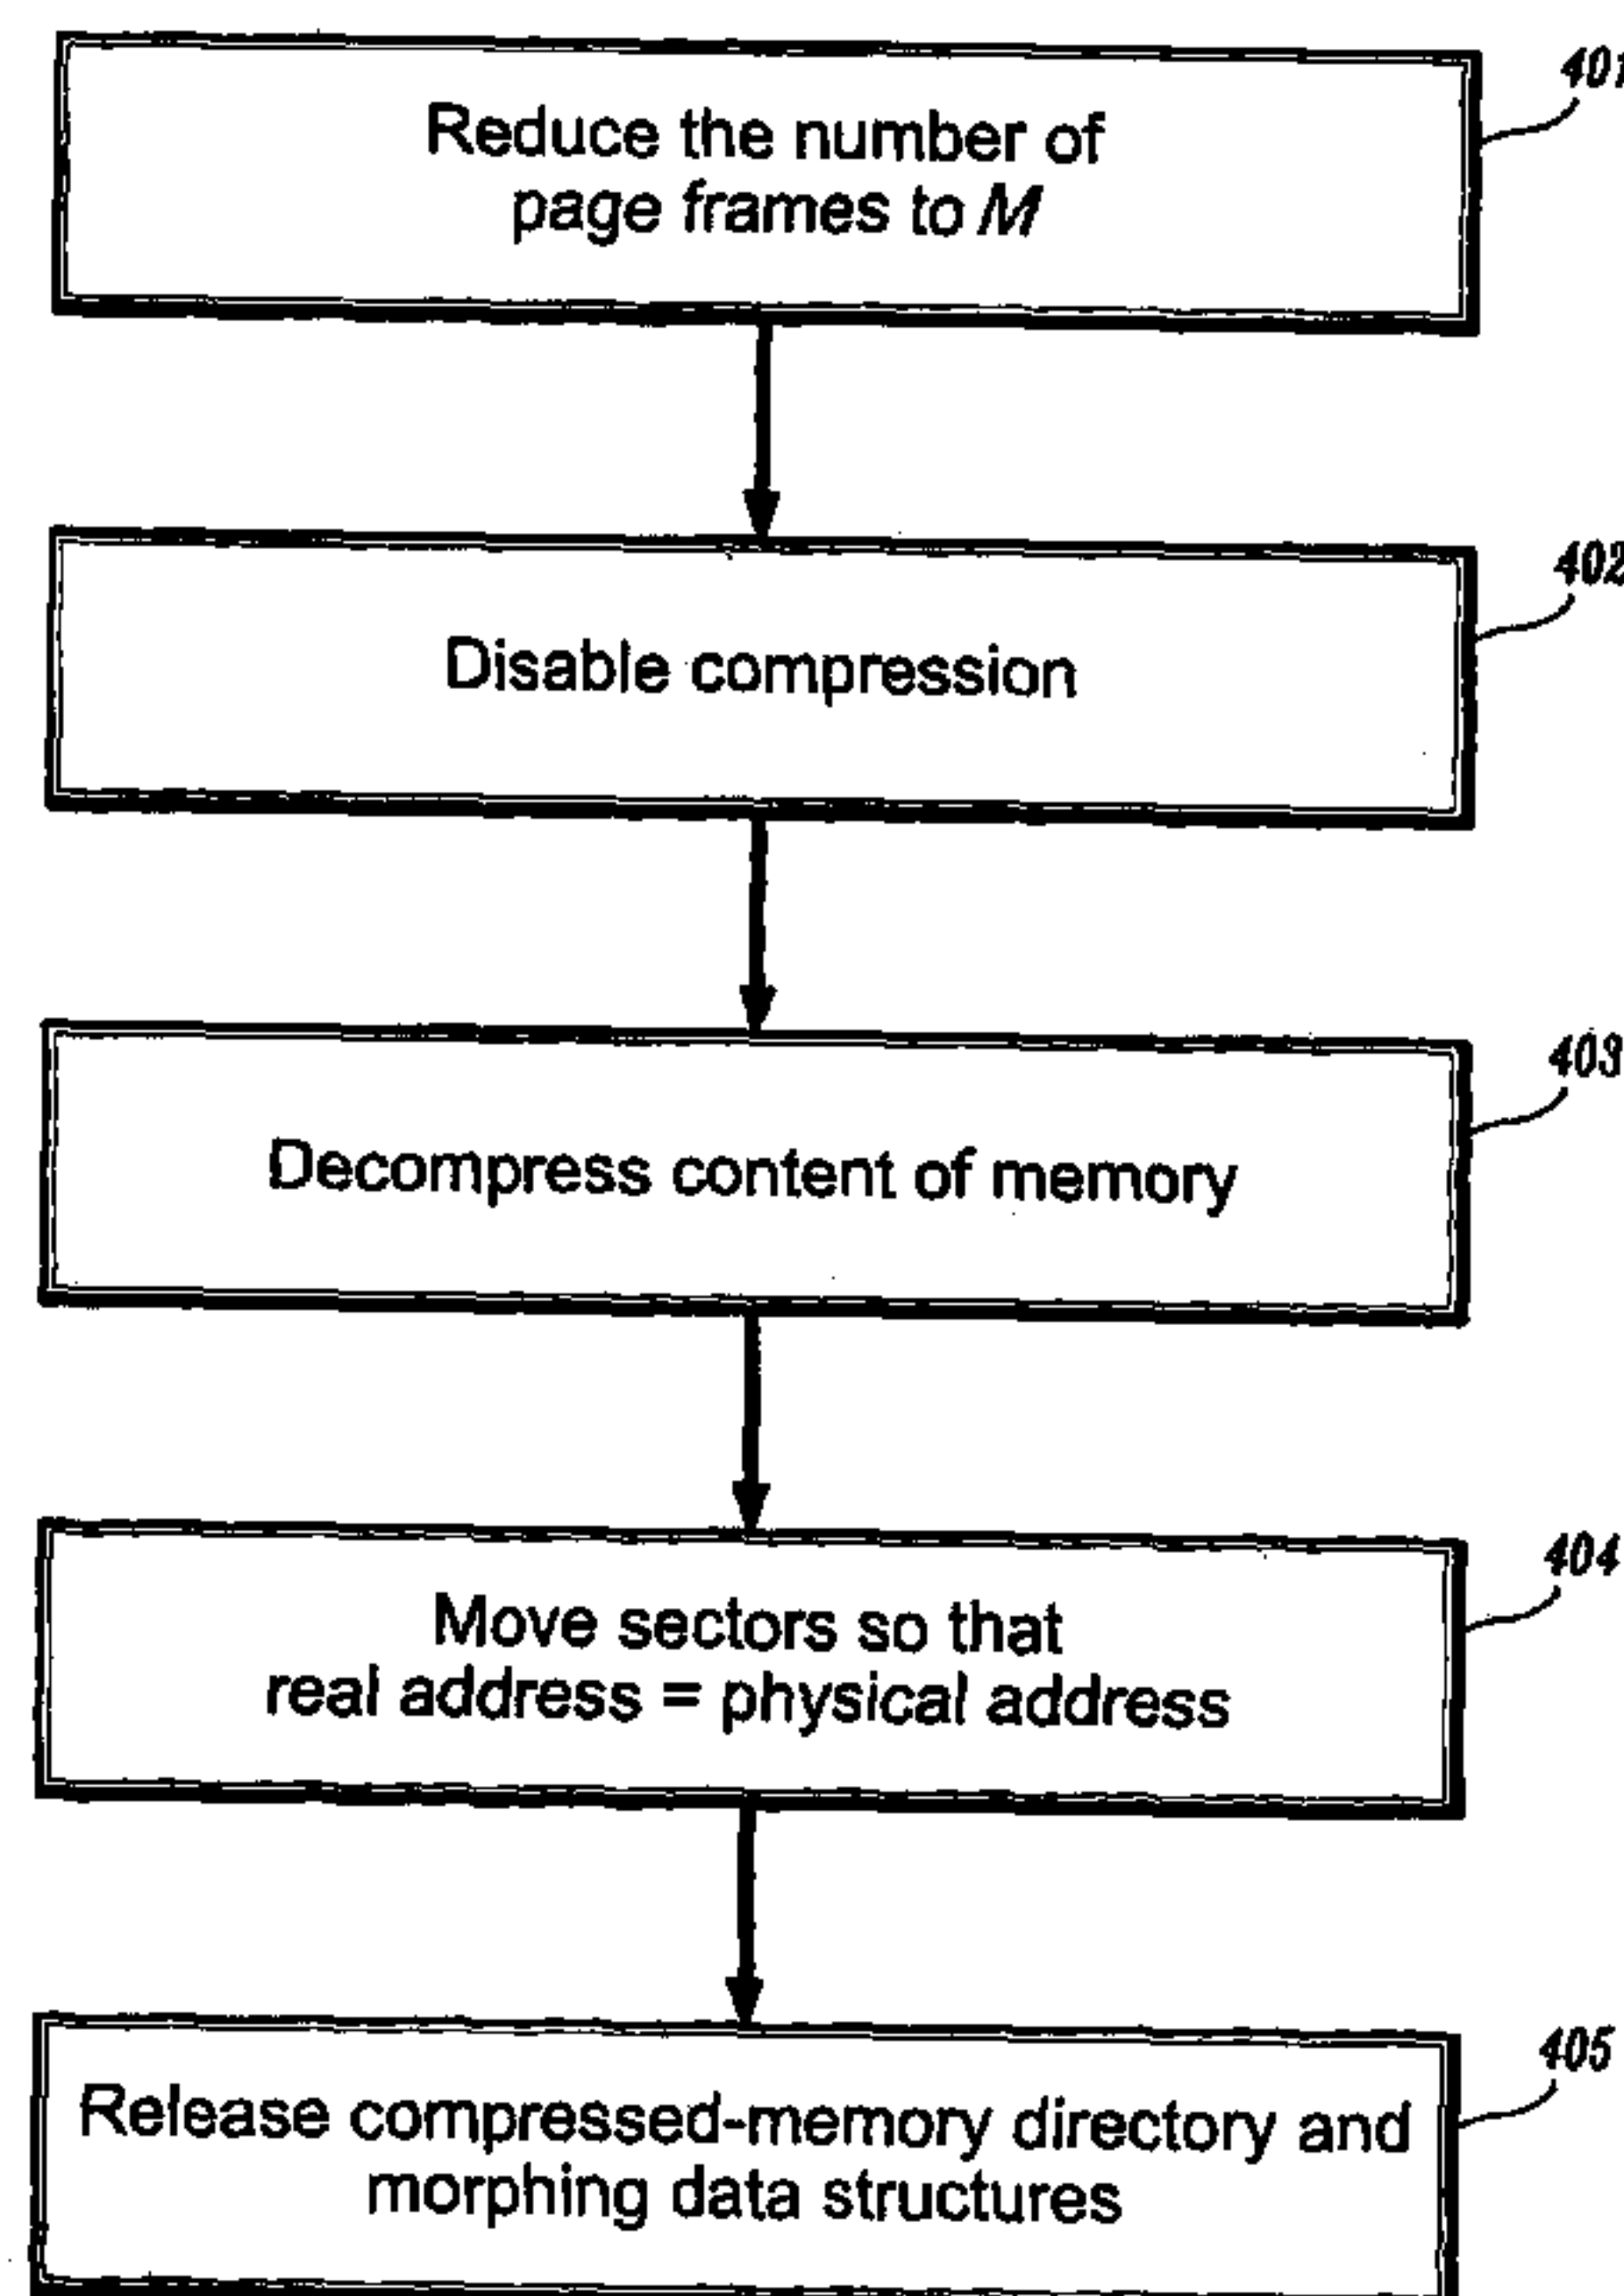 401
Reduce the number of
page frames to M
402
Disable compression
403
Decompress content of memory
404
Move sectors so that
real address = physical address
405
Release compressed-memory directory and
morphing data structures